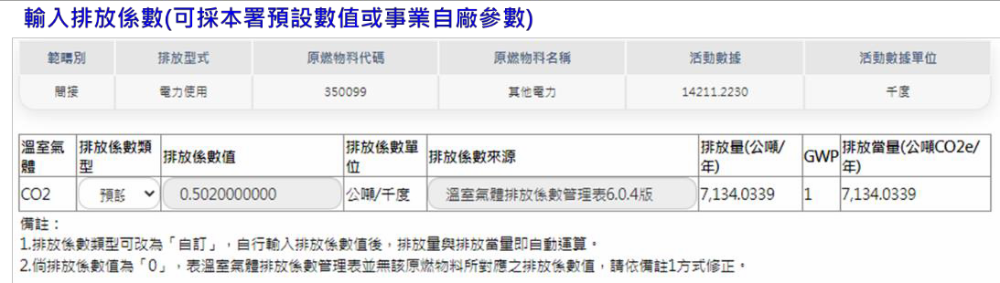 輸入排放係數(可採本署預設數值或事業自廠參數)
範疇別 排放型式 原燃物料代碼 原燃物料名稱 活動數據 活動數據單位
間接 電力使用 350099 其他電力 14211.2230 千度
溫室氣體 排放係數類型 排放係數值 排放係數單位 排放係數來源 排放量(公噸/年) GWP 排放當量(公噸CO2e/年)
CO2 預設 0.5020000000 公噸/千度 溫室氣體排放係數管理表6.0.4版 7,134.0339 1 7,134.0339
備註：
1.排放係數類型可改為「自訂」，自行輸入排放係數值後，排放量與排放當量即自動運算。
2.倘排放係數值為「0」，表溫室氣體排放係數管理表並無該原燃物料所對應之排放係數值，請依備註1方式修正。